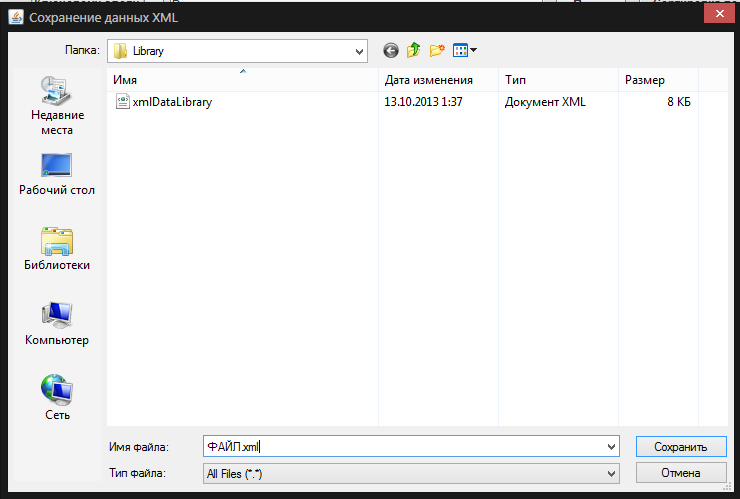 Сохранение данных XML
Папка: Library
Имя Дата изменения Тип Размер
xmlDataLibrary 13.10.2013 1:37 Документ XML 8 КБ
Недавние
места
Рабочий стол
Библиотеки
Компьютер
Сеть
Имя файла: ФАЙЛ.xml Сохранить
Тип файла: All Files (*.*) Отмена